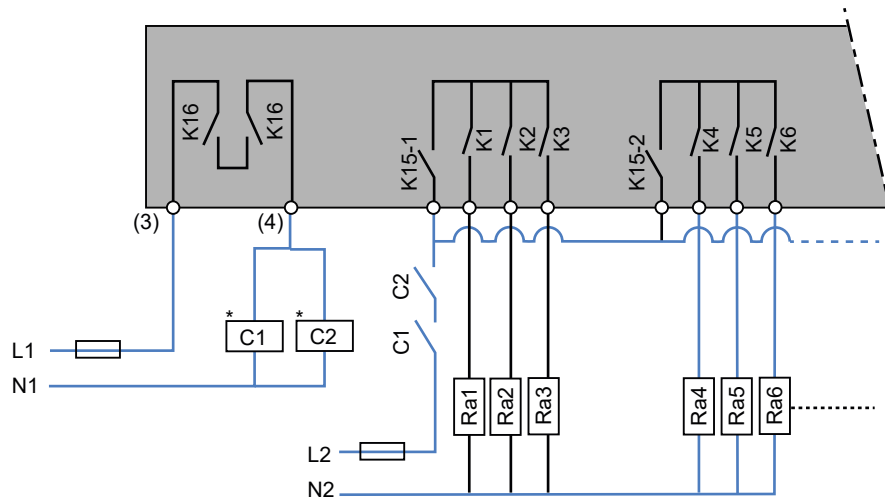 K16
K16
K15-1
K1
K2
K3
K15-2
K4
K5
K6
(3)
(4)
C2
*
*
C1
C2
C1
L1
N1
Ra1
Ra2
Ra3
Ra4
Ra5
Ra6
L2
N2